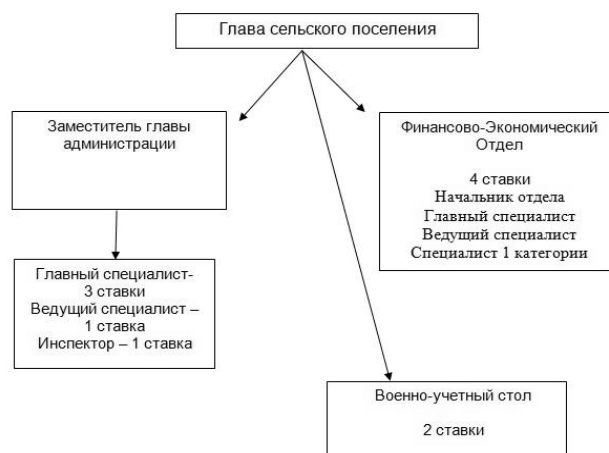 Глава сельского поселения
Заместитель главы
администрации
Финансово-Экономический
Отдел
4 ставки
Начальник отдела
Главный специалист
Ведущий специалист
Специалист 1 категории
Главный специалист-
3 ставки
Ведущий специалист –
1 ставка
Инспектор – 1 ставка
Военно-учетный стол
2 ставки